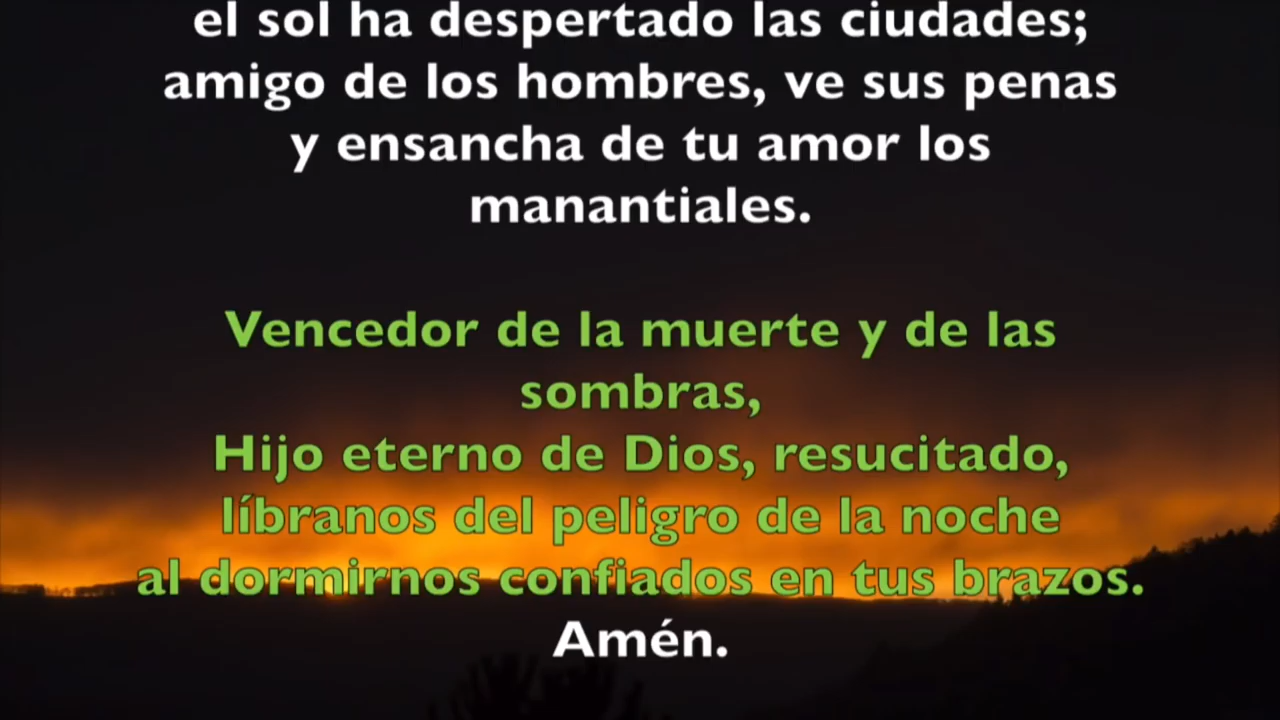 el sol ha despertado las ciudades;
amigo de los hombres, ve sus penas
y ensancha de tu amor los
manantiales.
Vencedor de la muerte y de las
sombras,
Hijo eterno de Dios, resucitado,
líbranos del peligro de la noche
al dormirnos confiados en tus brazos.
Amén.